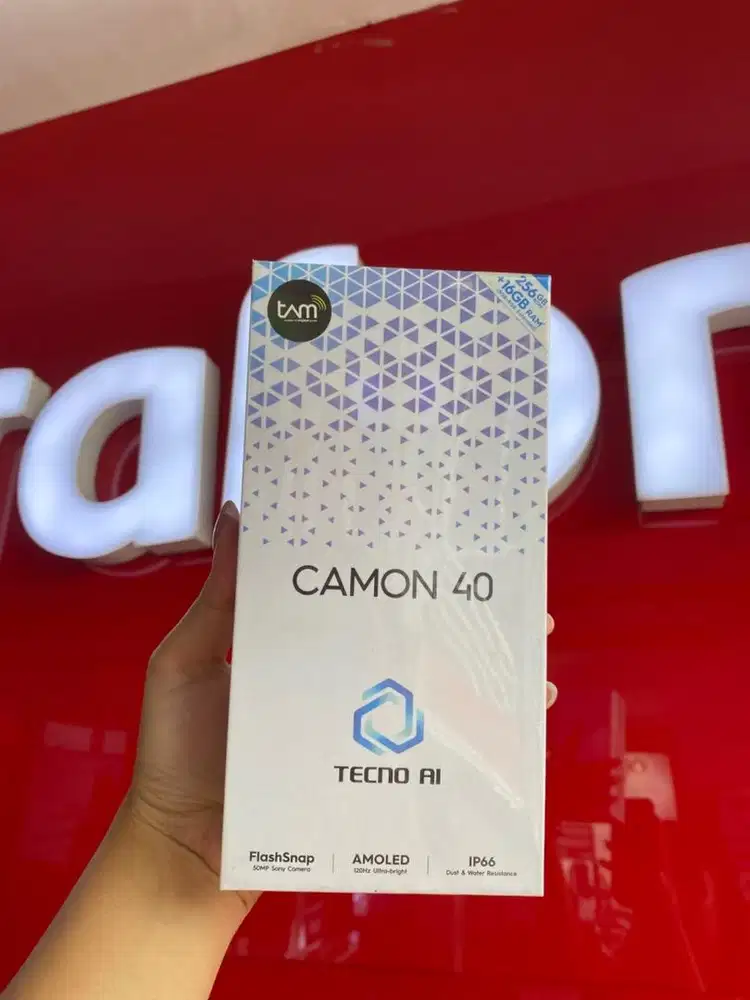 tam
256GB
+16GB RAM
CAMON 40
TECNO AI
FlashSnap
50MP Sony Camera
AMOLED
120Hz Ultra-bright
IP66
Dust & Water Resistance